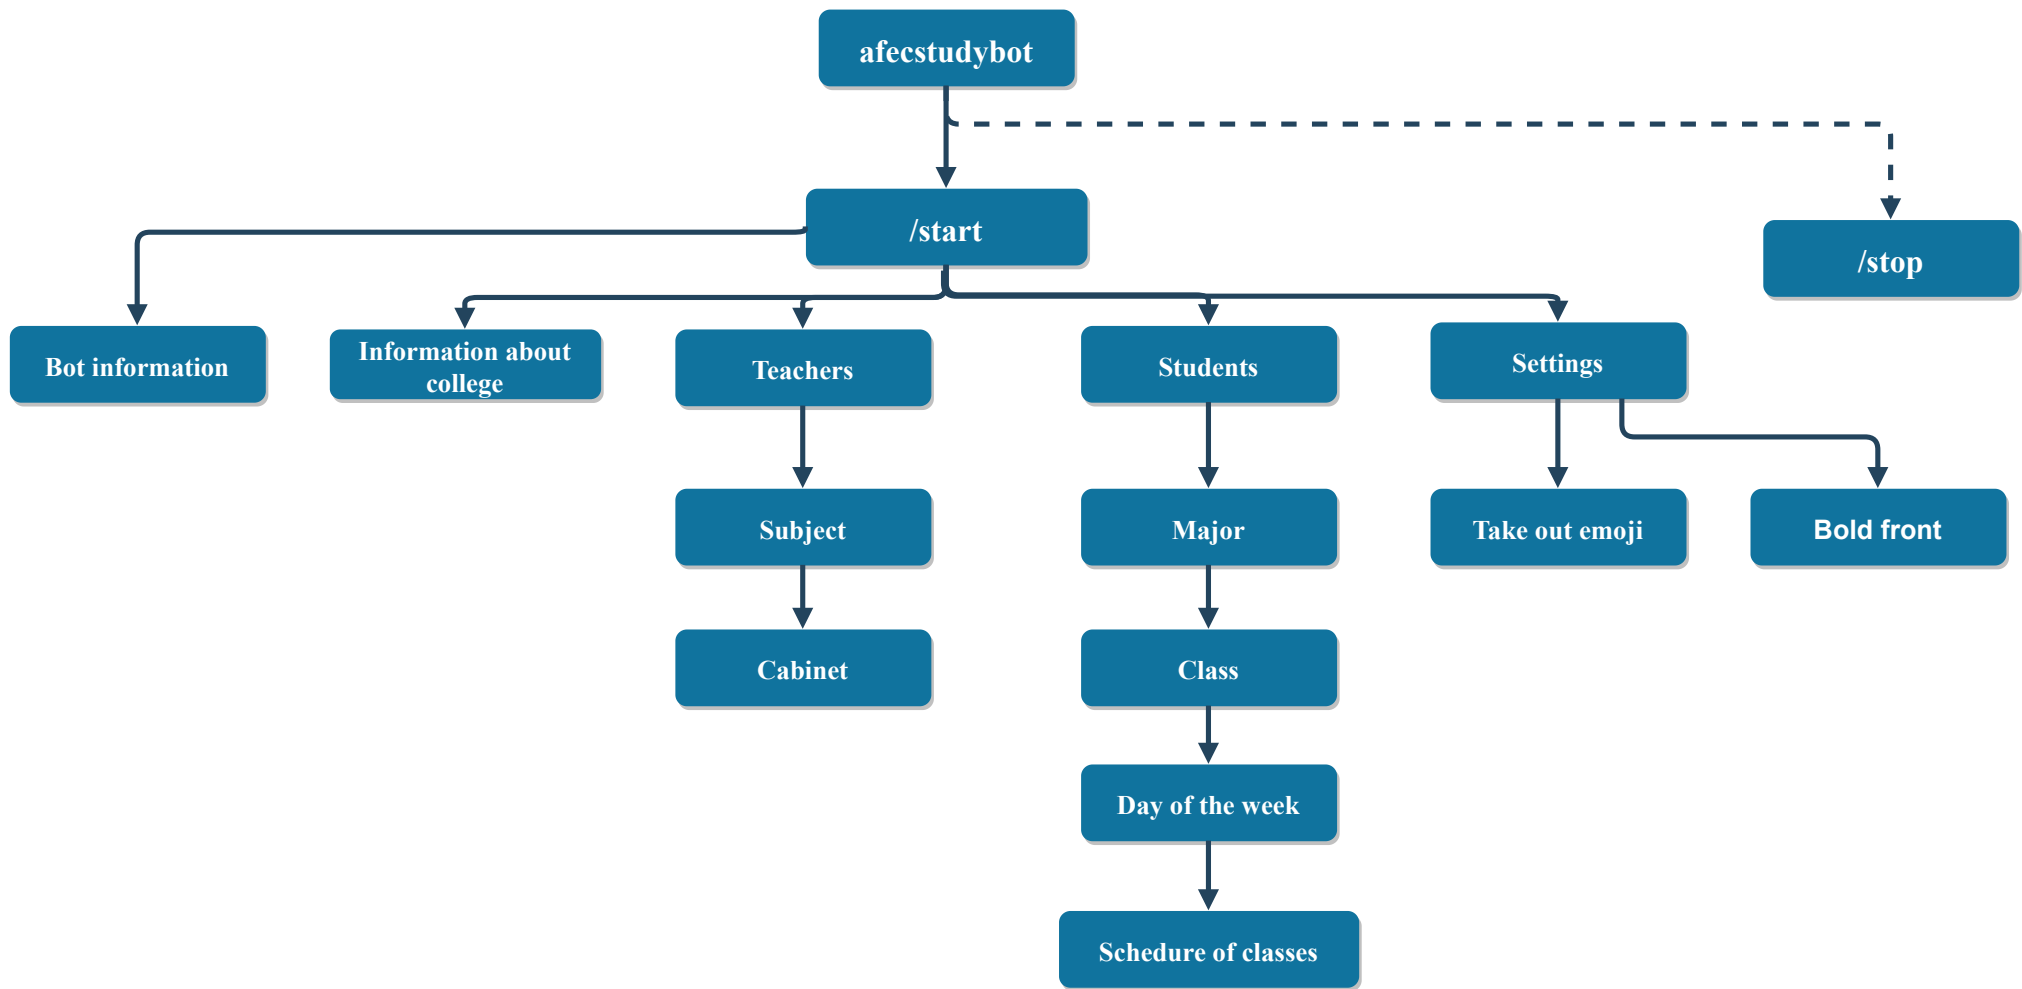 afecstudybot
/start
/stop
Bot information
Information about
college
Teachers
Students
Settings
Subject
Major
Take out emoji
Bold front
Cabinet
Class
Day of the week
Schedure of classes